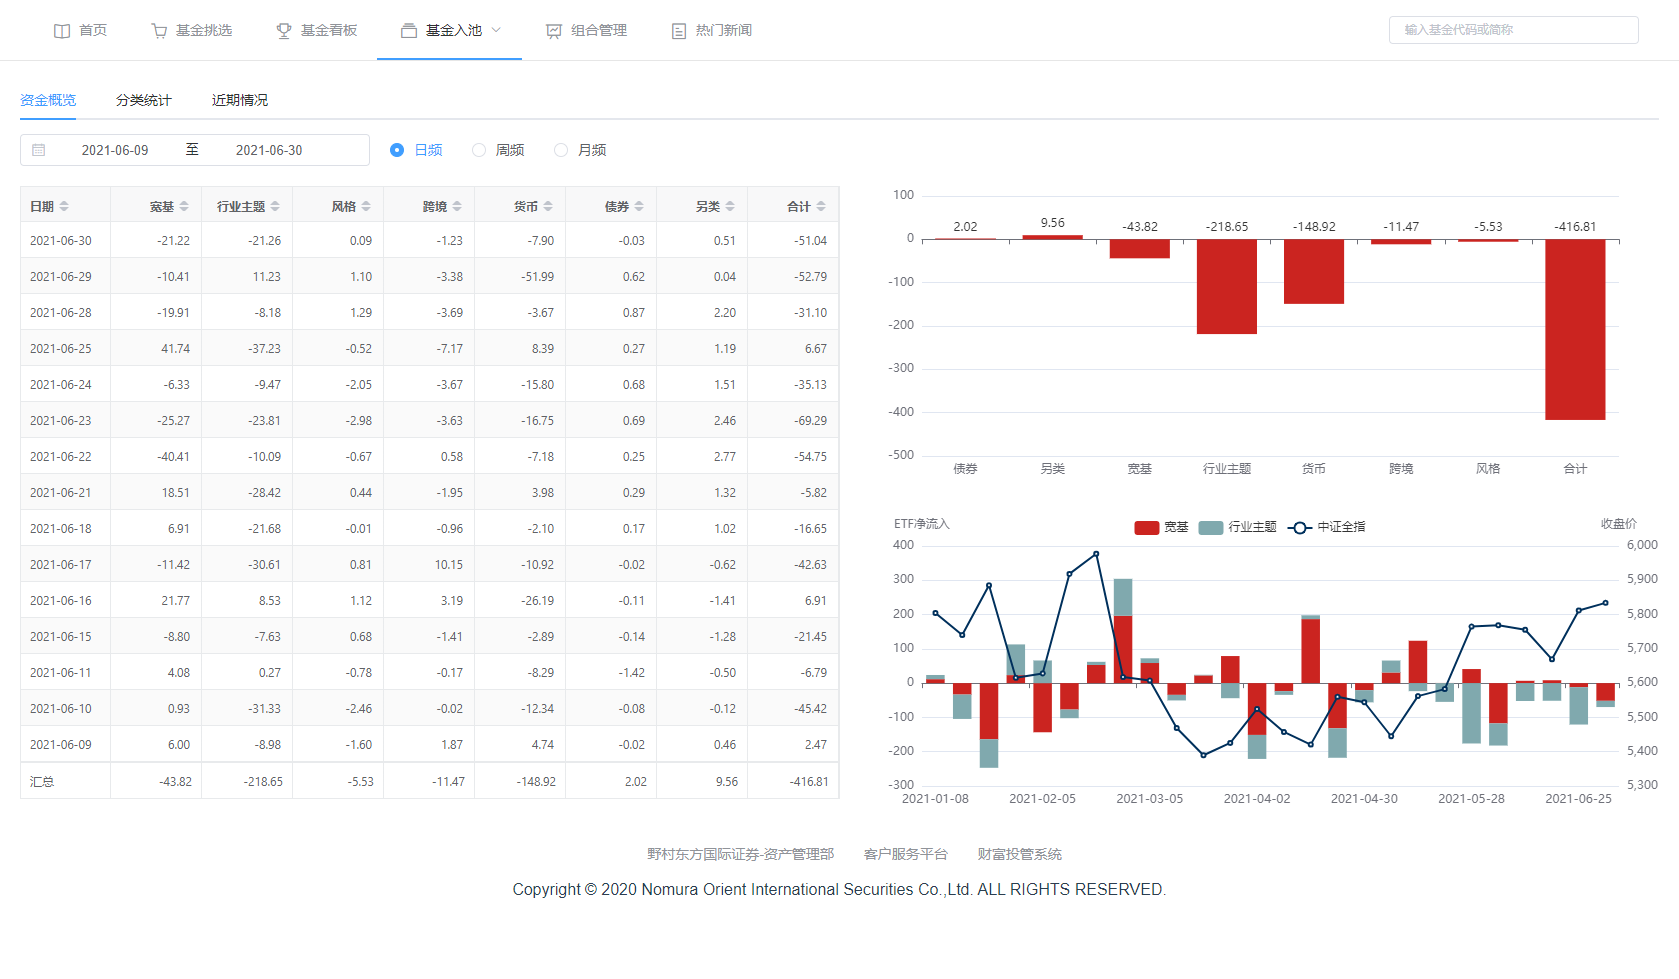 首页 基金挑选 基金看板 基金入池 组合管理 热门新闻 输入基金代码或简称
资金概览 分类统计 近期情况
2021-06-09 至 2021-06-30 日频 周频 月频
日期 宽基 行业主题 风格 跨境 货币 债券 另类 合计
2021-06-30 -21.22 -21.26 0.09 -1.23 -7.90 -0.03 0.51 -51.04
2021-06-29 -10.41 11.23 1.10 -3.38 -51.99 0.62 0.04 -52.79
2021-06-28 -19.91 -8.18 1.29 -3.69 -3.67 0.87 2.20 -31.10
2021-06-25 41.74 -37.23 -0.52 -7.17 8.39 0.27 1.19 6.67
2021-06-24 -6.33 -9.47 -2.05 -3.67 -15.80 0.68 1.51 -35.13
2021-06-23 -25.27 -23.81 -2.98 -3.63 -16.75 0.69 2.46 -69.29
2021-06-22 -40.41 -10.09 -0.67 0.58 -7.18 0.25 2.77 -54.75
2021-06-21 18.51 -28.42 0.44 -1.95 3.98 0.29 1.32 -5.82
2021-06-18 6.91 -21.68 -0.01 -0.96 -2.10 0.17 1.02 -16.65
2021-06-17 -11.42 -30.61 0.81 10.15 -10.92 -0.02 -0.62 -42.63
2021-06-16 21.77 8.53 1.12 3.19 -26.19 -0.11 -1.41 6.91
2021-06-15 -8.80 -7.63 0.68 -1.41 -2.89 -0.14 -1.28 -21.45
2021-06-11 4.08 0.27 -0.78 -0.17 -8.29 -1.42 -0.50 -6.79
2021-06-10 0.93 -31.33 -2.46 -0.02 -12.34 -0.08 -0.12 -45.42
2021-06-09 6.00 -8.98 -1.60 1.87 4.74 -0.02 0.46 2.47
汇总 -43.82 -218.65 -5.53 -11.47 -148.92 2.02 9.56 -416.81
100
2.02 9.56 -43.82 -218.65 -148.92 -11.47 -5.53 -416.81
0
-100
-200
-300
-400
-500
债券 另类 宽基 行业主题 货币 跨境 风格 合计
ETF净流入 宽基 行业主题 中证全指 收盘价
400 6,000
300 5,900
200 5,800
100 5,700
0 5,600
-100 5,500
-200 5,400
-300 5,300
2021-01-08 2021-02-05 2021-03-05 2021-04-02 2021-04-30 2021-05-28 2021-06-25
野村东方国际证券-资产管理部 客户服务平台 财富投管系统
Copyright © 2020 Nomura Orient International Securities Co.,Ltd. ALL RIGHTS RESERVED.